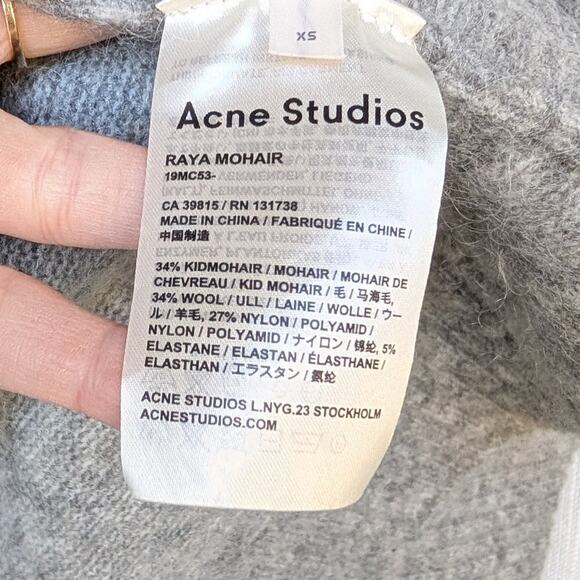 XS
Acne Studios
RAYA MOHAIR
19MC53-
CA 39815 / RN 131738
MADE IN CHINA / FABRIQUÉ EN CHINE /
中国制造
34% KIDMOHAIR / MOHAIR / MOHAIR DE
CHEVREAU / KID MOHAIR / 毛 / 马海毛,
34% WOOL / ULL / LAINE / WOLLE / ウー
ル / 羊毛, 27% NYLON / POLYAMID /
NYLON / POLYAMID / ナイロン / 锦纶, 5%
ELASTANE / ELASTAN / ÉLASTHANE /
ELASTHAN / エラスタン / 氨纶
ACNE STUDIOS L.NYG.23 STOCKHOLM
ACNESTUDIOS.COM